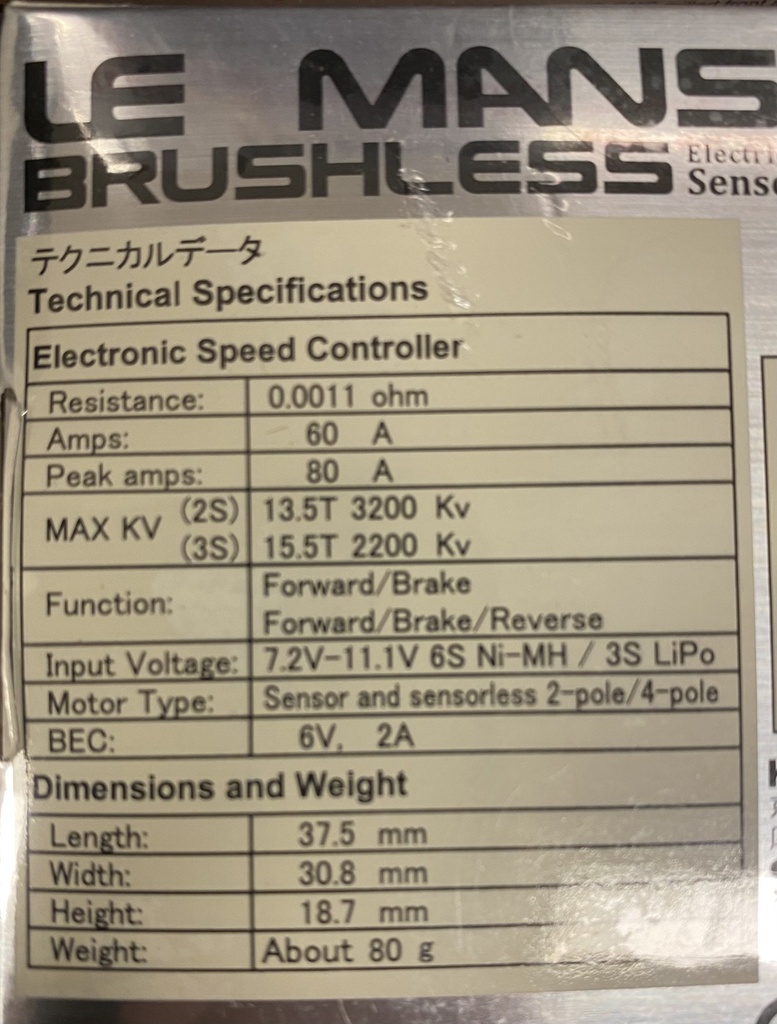 LE MANS
BRUSHLESS
テクニカルデータ
Technical Specifications
Electronic Speed Controller
Resistance: 0.0011 ohm
Amps: 60 A
Peak amps: 80 A
MAX KV (2S) 13.5T 3200 Kv
(3S) 15.5T 2200 Kv
Function: Forward/Brake
Forward/Brake/Reverse
Input Voltage: 7.2V-11.1V 6S Ni-MH / 3S LiPo
Motor Type: Sensor and sensorless 2-pole/4-pole
BEC: 6V, 2A
Dimensions and Weight
Length: 37.5 mm
Width: 30.8 mm
Height: 18.7 mm
Weight: About 80 g